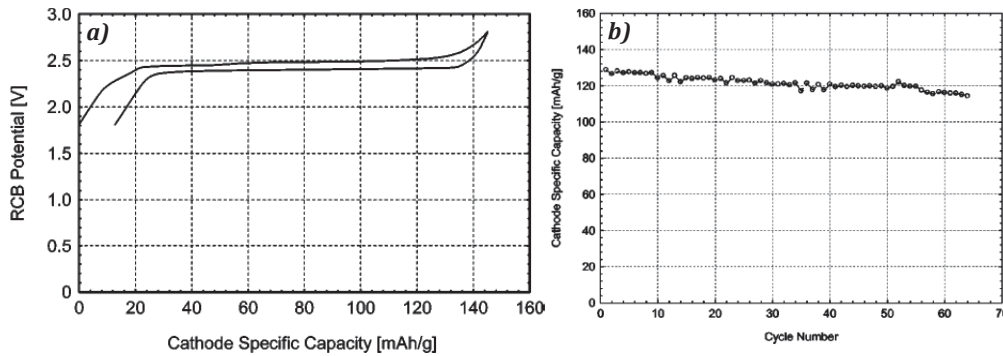 a)
3.0
2.5
2.0
1.5
1.0
0.5
0
0 20 40 60 80 100 120 140 160
RCB Potential [V]
Cathode Specific Capacity [mAh/g]
b)
160
140
120
100
80
60
40
20
0
0 10 20 30 40 50 60 70
Cathode Specific Capacity [mAh/g]
Cycle Number